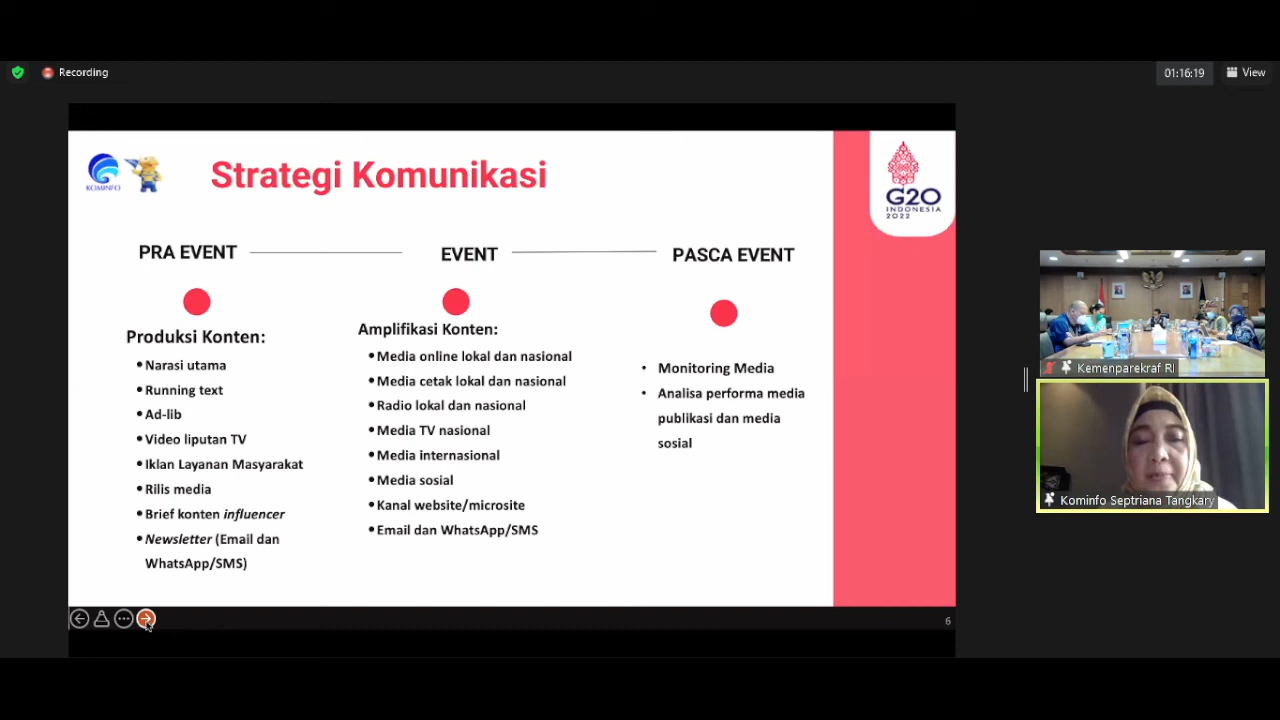 Recording
01:16:19
View
KOMINFO
Strategi Komunikasi
G20
INDONESIA
2022
PRA EVENT
EVENT
PASCA EVENT
Produksi Konten:
• Narasi utama
• Running text
• Ad-lib
• Video liputan TV
• Iklan Layanan Masyarakat
• Rilis media
• Brief konten influencer
• Newsletter (Email dan
WhatsApp/SMS)
Amplifikasi Konten:
• Media online lokal dan nasional
• Media cetak lokal dan nasional
• Radio lokal dan nasional
• Media TV nasional
• Media internasional
• Media sosial
• Kanal website/microsite
• Email dan WhatsApp/SMS
• Monitoring Media
• Analisa performa media
publikasi dan media
sosial
6
Kemenparekraf RI
Kominfo Septriana Tangkary